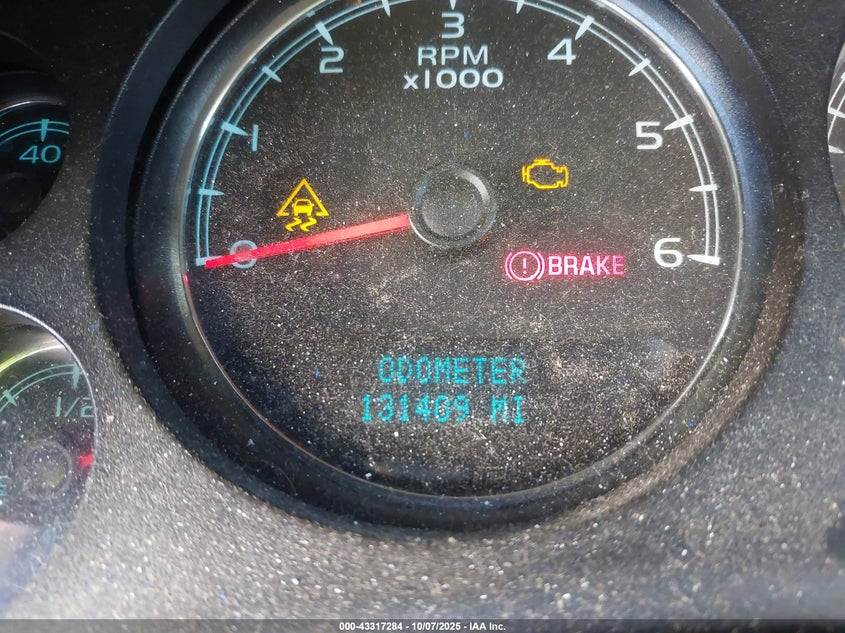 3
2
4
RPM
x1000
1
5
40
0
6
(!) BRAKE
ODOMETER
131409 MI
1/2
E
000-43317284 - 10/07/2025 - IAA Inc.